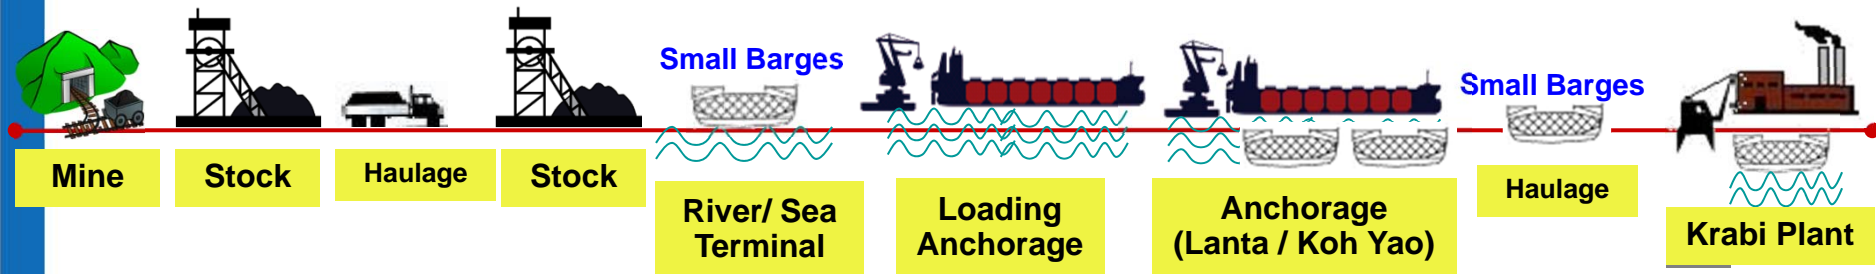 Small Barges
Small Barges
Mine
Stock
Haulage
Stock
River/ Sea
Terminal
Loading
Anchorage
Anchorage
(Lanta / Koh Yao)
Haulage
Krabi Plant